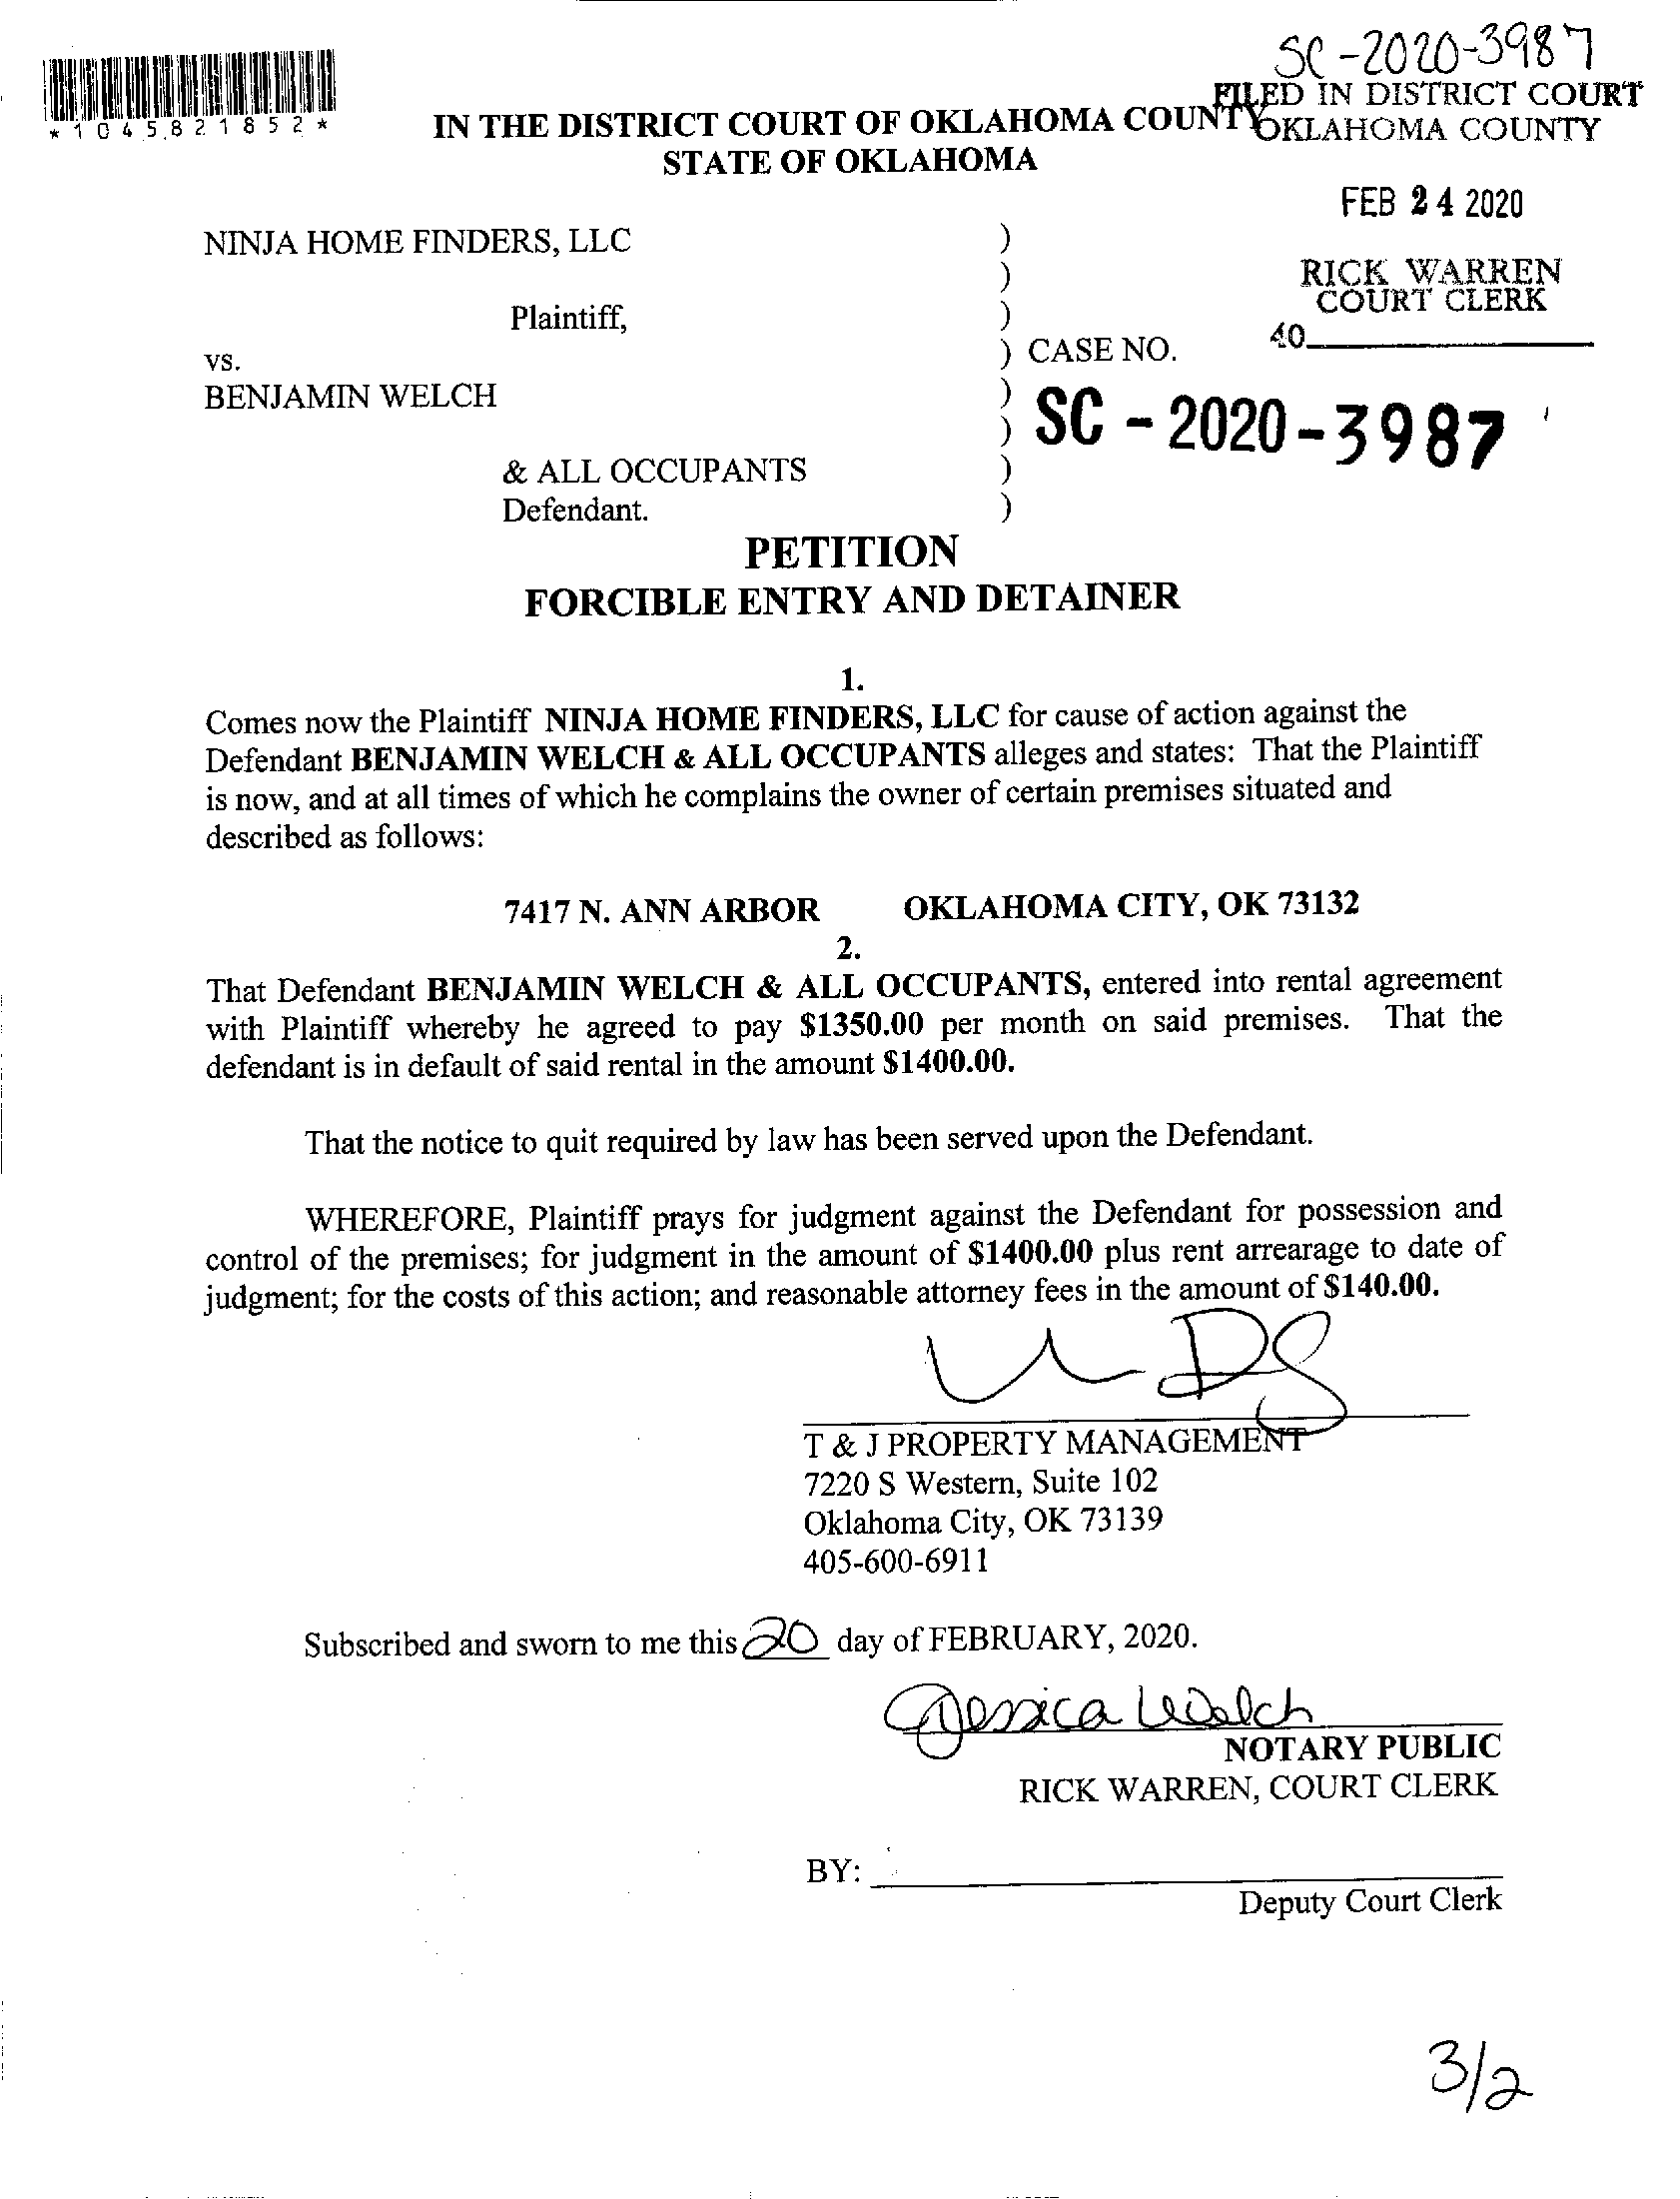 SC-2020-3987
FILED IN DISTRICT COURT
OKLAHOMA COUNTY
*1045821852*
IN THE DISTRICT COURT OF OKLAHOMA COUNTY
STATE OF OKLAHOMA
FEB 24 2020
RICK WARREN
COURT CLERK
40
NINJA HOME FINDERS, LLC )
)
Plaintiff, )
vs. ) CASE NO.
BENJAMIN WELCH )
) SC - 2020-3987
& ALL OCCUPANTS )
Defendant. )
PETITION
FORCIBLE ENTRY AND DETAINER
1.
Comes now the Plaintiff NINJA HOME FINDERS, LLC for cause of action against the
Defendant BENJAMIN WELCH & ALL OCCUPANTS alleges and states: That the Plaintiff
is now, and at all times of which he complains the owner of certain premises situated and
described as follows:
7417 N. ANN ARBOR OKLAHOMA CITY, OK 73132
2.
That Defendant BENJAMIN WELCH & ALL OCCUPANTS, entered into rental agreement
with Plaintiff whereby he agreed to pay $1350.00 per month on said premises. That the
defendant is in default of said rental in the amount $1400.00.
That the notice to quit required by law has been served upon the Defendant.
WHEREFORE, Plaintiff prays for judgment against the Defendant for possession and
control of the premises; for judgment in the amount of $1400.00 plus rent arrearage to date of
judgment; for the costs of this action; and reasonable attorney fees in the amount of $140.00.
T & J PROPERTY MANAGEMENT
7220 S Western, Suite 102
Oklahoma City, OK 73139
405-600-6911
Subscribed and sworn to me this 20 day of FEBRUARY, 2020.
Jessica Welch
NOTARY PUBLIC
RICK WARREN, COURT CLERK
BY:
Deputy Court Clerk
3/2